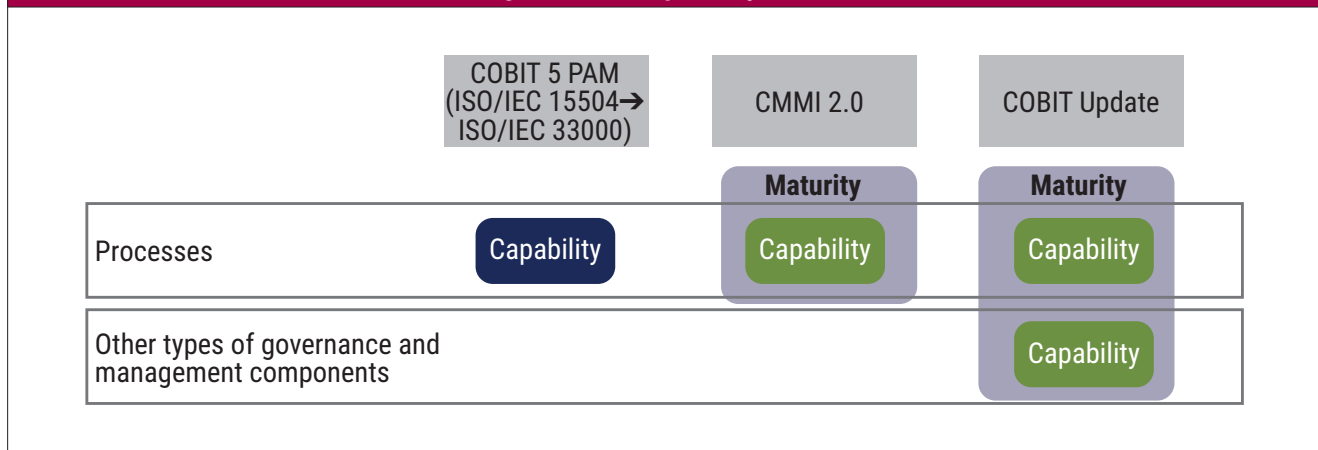 COBIT 5 PAM
(ISO/IEC 15504➔
ISO/IEC 33000)
CMMI 2.0
COBIT Update
Maturity
Maturity
Processes
Capability
Capability
Capability
Other types of governance and
management components
Capability